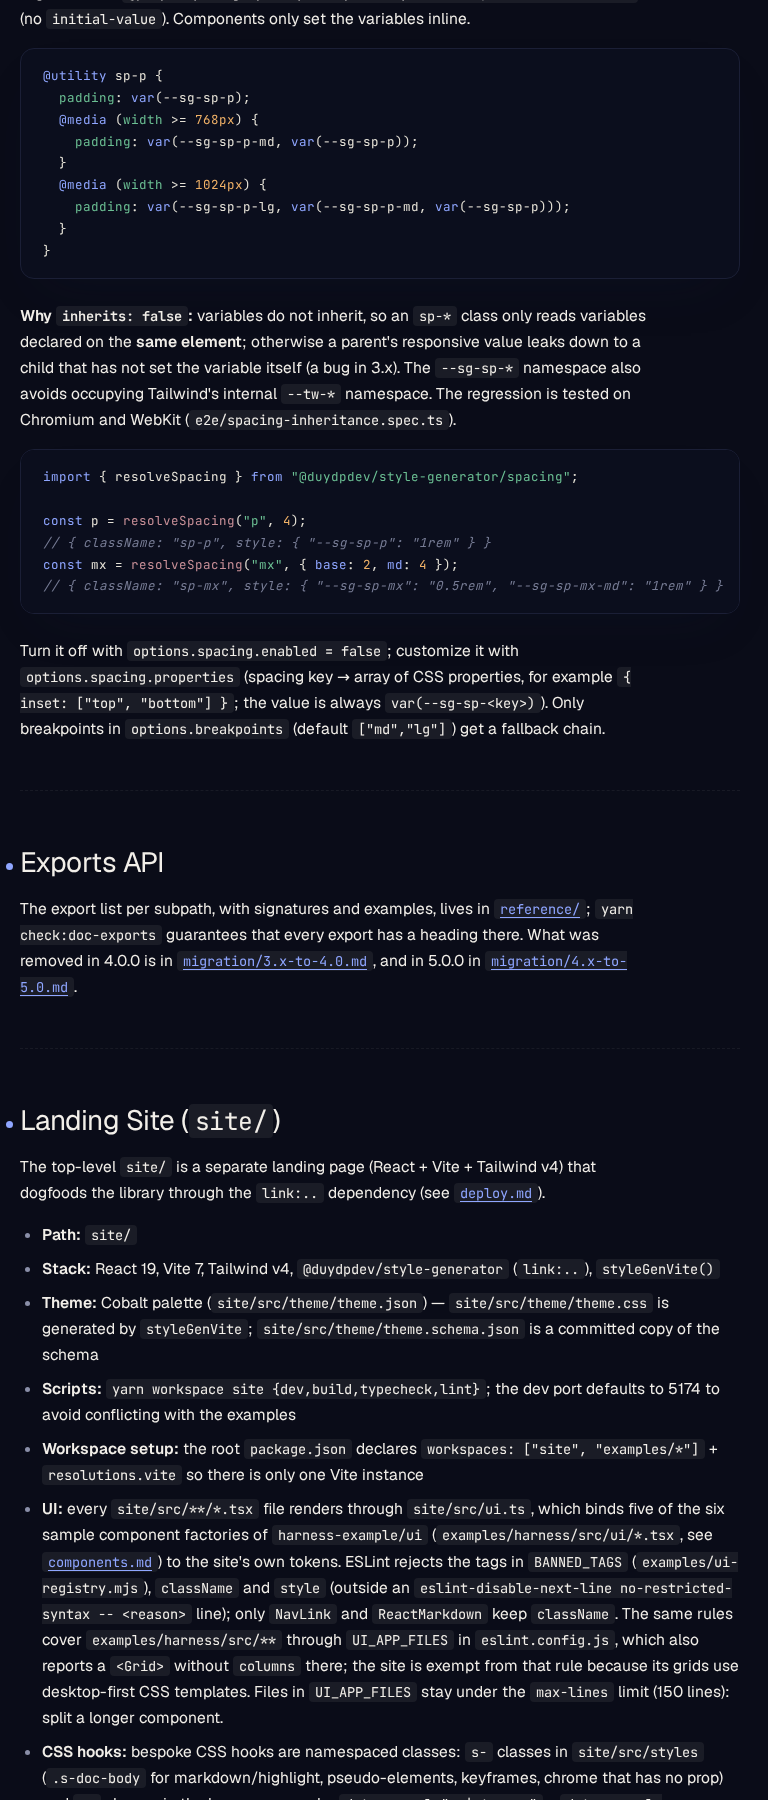 (no initial-value ). Components only set the variables inline.
@utility sp-p {
  padding: var(--sg-sp-p);
  @media (width >= 768px) {
    padding: var(--sg-sp-p-md, var(--sg-sp-p));
  }
  @media (width >= 1024px) {
    padding: var(--sg-sp-p-lg, var(--sg-sp-p-md, var(--sg-sp-p)));
  }
}
Why inherits: false : variables do not inherit, so an sp-* class only reads variables
declared on the same element; otherwise a parent's responsive value leaks down to a
child that has not set the variable itself (a bug in 3.x). The --sg-sp-* namespace also
avoids occupying Tailwind's internal --tw-* namespace. The regression is tested on
Chromium and WebKit ( e2e/spacing-inheritance.spec.ts ).
import { resolveSpacing } from "@duydpdev/style-generator/spacing";
const p = resolveSpacing("p", 4);
// { className: "sp-p", style: { "--sg-sp-p": "1rem" } }
const mx = resolveSpacing("mx", { base: 2, md: 4 });
// { className: "sp-mx", style: { "--sg-sp-mx": "0.5rem", "--sg-sp-mx-md": "1rem" } }
Turn it off with options.spacing.enabled = false ; customize it with
options.spacing.properties (spacing key → array of CSS properties, for example {
inset: ["top", "bottom"] } ; the value is always var(--sg-sp-<key>) ). Only
breakpoints in options.breakpoints (default ["md","lg"] ) get a fallback chain.
Exports API
The export list per subpath, with signatures and examples, lives in reference/ ; yarn
check:doc-exports guarantees that every export has a heading there. What was
removed in 4.0.0 is in migration/3.x-to-4.0.md , and in 5.0.0 in migration/4.x-to-
5.0.md .
Landing Site ( site/ )
The top-level site/ is a separate landing page (React + Vite + Tailwind v4) that
dogfoods the library through the link:.. dependency (see deploy.md ).
• Path: site/
• Stack: React 19, Vite 7, Tailwind v4, @duydpdev/style-generator ( link:.. ), styleGenVite()
• Theme: Cobalt palette ( site/src/theme/theme.json ) — site/src/theme/theme.css is
generated by styleGenVite ; site/src/theme/theme.schema.json is a committed copy of the
schema
• Scripts: yarn workspace site {dev,build,typecheck,lint} ; the dev port defaults to 5174 to
avoid conflicting with the examples
• Workspace setup: the root package.json declares workspaces: ["site", "examples/*"] +
resolutions.vite so there is only one Vite instance
• UI: every site/src/**/*.tsx file renders through site/src/ui.ts , which binds five of the six
sample component factories of harness-example/ui ( examples/harness/src/ui/*.tsx , see
components.md ) to the site's own tokens. ESLint rejects the tags in BANNED_TAGS ( examples/ui-
registry.mjs ), className and style (outside an eslint-disable-next-line no-restricted-
syntax -- <reason> line); only NavLink and ReactMarkdown keep className . The same rules
cover examples/harness/src/** through UI_APP_FILES in eslint.config.js , which also
reports a <Grid> without columns there; the site is exempt from that rule because its grids use
desktop-first CSS templates. Files in UI_APP_FILES stay under the max-lines limit (150 lines):
split a longer component.
• CSS hooks: bespoke CSS hooks are namespaced classes: s- classes in site/src/styles
( .s-doc-body for markdown/highlight, pseudo-elements, keyframes, chrome that has no prop)